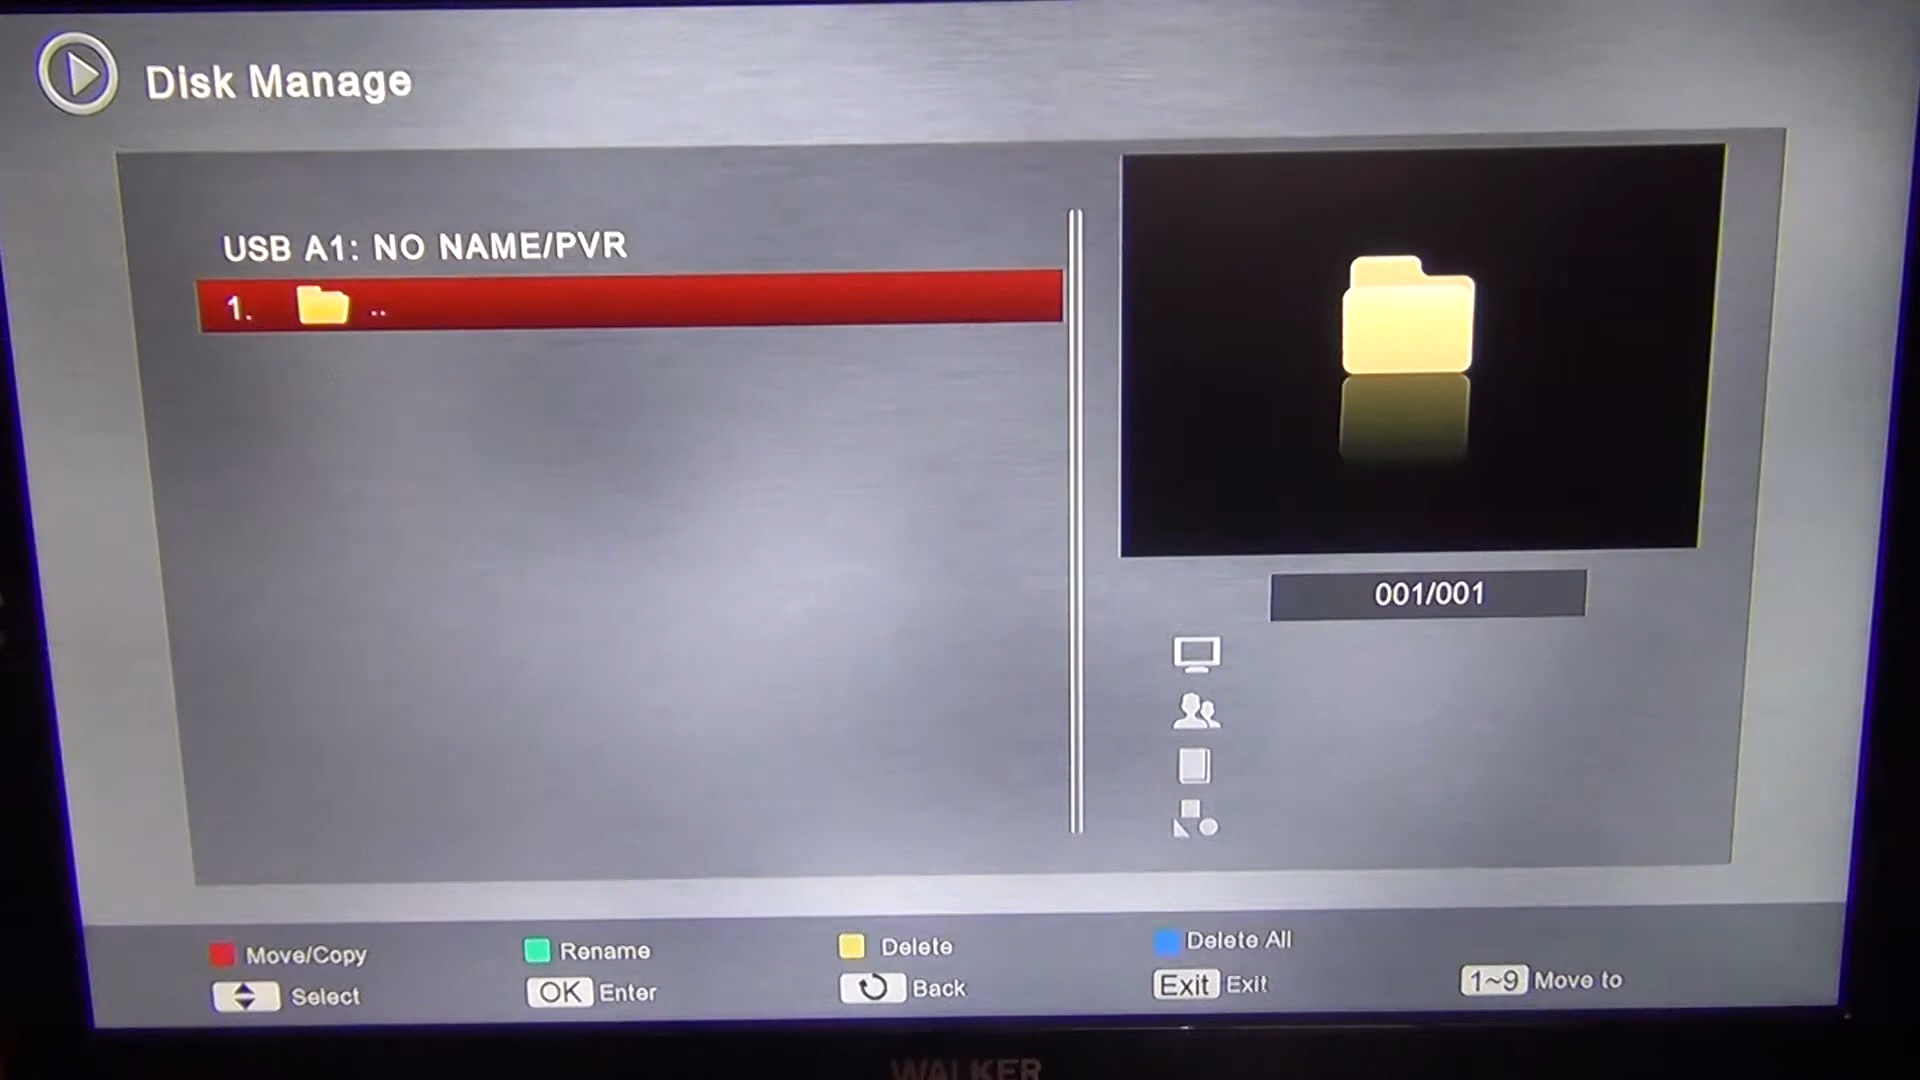 Disk Manage
USB A1: NO NAME/PVR
1. ..
001/001
Move/Copy Rename Delete Delete All
Select OK Enter Back Exit Exit 1~9 Move to
WALKER